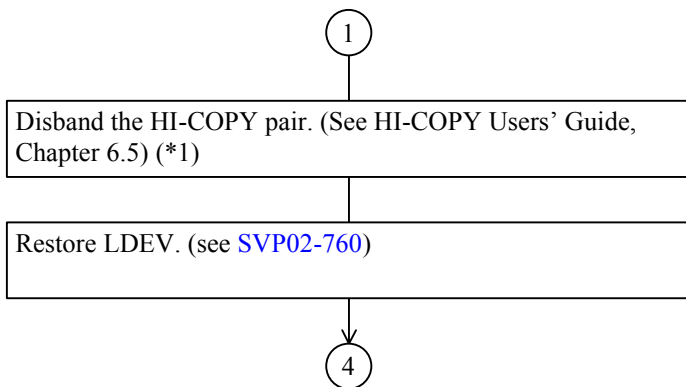 1
Disband the HI-COPY pair. (See HI-COPY Users’ Guide,
Chapter 6.5) (*1)
Restore LDEV. (see SVP02-760)
4